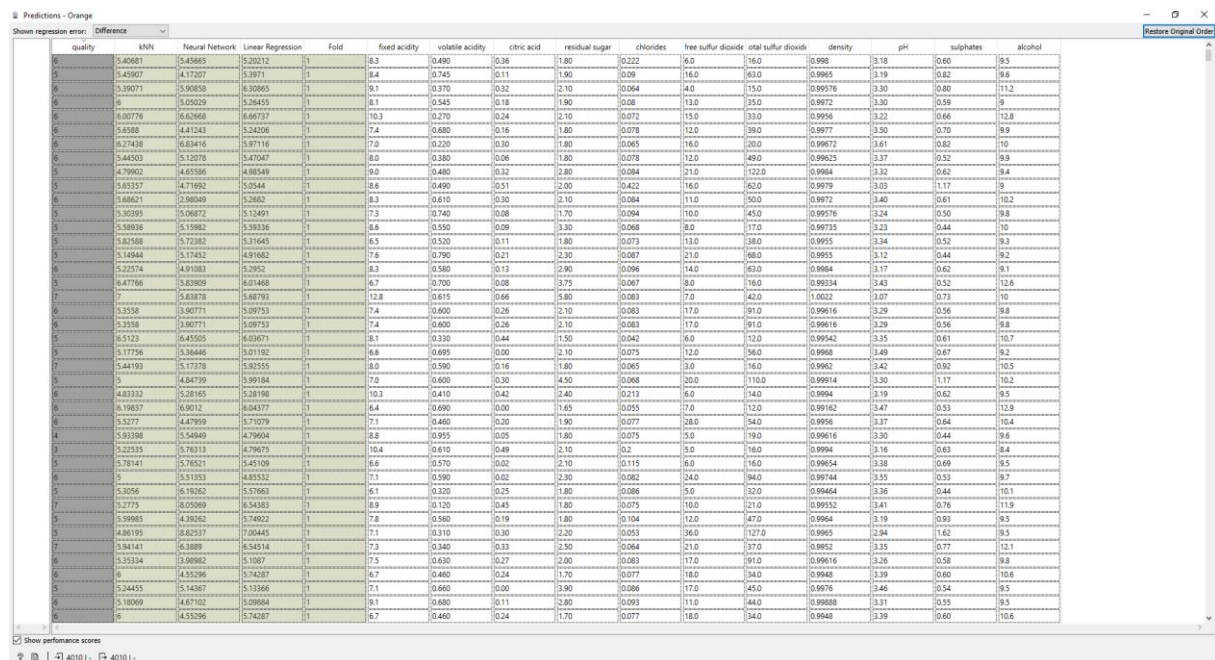 Predictions - Orange
Shown regression error: Difference
Restore Original Order
quality kNN Neural Network Linear Regression Fold fixed acidity volatile acidity citric acid residual sugar chlorides free sulfur dioxide otal sulfur dioxide density pH sulphates alcohol
6 5.40681 5.45665 5.20212 1 8.3 0.490 0.36 1.80 0.222 6.0 16.0 0.998 3.18 0.60 9.5
5 5.45907 4.17207 5.3971 1 8.4 0.745 0.11 1.90 0.09 16.0 63.0 0.9965 3.19 0.82 9.6
6 5.39071 5.90858 6.30865 1 9.1 0.370 0.32 2.10 0.064 4.0 15.0 0.99576 3.30 0.80 11.2
6 6 5.05029 5.26455 1 8.1 0.545 0.18 1.90 0.08 13.0 35.0 0.9972 3.30 0.59 9
6 6.00776 6.62668 6.66737 1 10.3 0.270 0.24 2.10 0.072 15.0 33.0 0.9956 3.22 0.66 12.8
6 5.6588 4.41243 5.24206 1 7.4 0.680 0.16 1.80 0.078 12.0 39.0 0.9977 3.50 0.70 9.9
6 6.27438 6.83416 5.97116 1 7.0 0.220 0.30 1.80 0.065 16.0 20.0 0.99672 3.61 0.82 10
6 5.44503 5.12078 5.47047 1 8.0 0.380 0.06 1.80 0.078 12.0 49.0 0.99625 3.37 0.52 9.9
5 4.79902 4.65586 4.98549 1 9.0 0.480 0.32 2.80 0.084 21.0 122.0 0.9984 3.32 0.62 9.4
5 5.65357 4.71692 5.0544 1 8.6 0.490 0.51 2.00 0.422 16.0 62.0 0.9979 3.03 1.17 9
6 5.68621 2.98049 5.2682 1 8.3 0.610 0.30 2.10 0.084 11.0 50.0 0.9972 3.40 0.61 10.2
5 5.30395 5.06872 5.12491 1 7.3 0.740 0.08 1.70 0.094 10.0 45.0 0.99576 3.24 0.50 9.8
5 5.58936 5.15982 5.59336 1 8.6 0.550 0.09 3.30 0.068 8.0 17.0 0.99735 3.23 0.44 10
5 5.82588 5.72382 5.31645 1 6.5 0.520 0.11 1.80 0.073 13.0 38.0 0.9955 3.34 0.52 9.3
5 5.14944 5.17452 4.91682 1 7.6 0.790 0.21 2.30 0.087 21.0 68.0 0.9955 3.12 0.44 9.2
6 5.22574 4.91083 5.2952 1 8.3 0.580 0.13 2.90 0.096 14.0 63.0 0.9984 3.17 0.62 9.1
5 6.47766 5.83909 6.01468 1 6.7 0.700 0.08 3.75 0.067 8.0 16.0 0.99334 3.43 0.52 12.6
7 7 5.83878 5.68793 1 12.8 0.615 0.66 5.80 0.083 7.0 42.0 1.0022 3.07 0.73 10
6 5.3558 3.90771 5.09753 1 7.4 0.600 0.26 2.10 0.083 17.0 91.0 0.99616 3.29 0.56 9.8
6 5.3558 3.90771 5.09753 1 7.4 0.600 0.26 2.10 0.083 17.0 91.0 0.99616 3.29 0.56 9.8
6 6.5123 6.45505 6.03671 1 8.1 0.330 0.44 1.50 0.042 6.0 12.0 0.99542 3.35 0.61 10.7
5 5.17756 5.36446 5.01192 1 6.6 0.695 0.00 2.10 0.075 12.0 56.0 0.9968 3.49 0.67 9.2
7 5.44193 5.17378 5.92555 1 8.0 0.590 0.16 1.80 0.065 3.0 16.0 0.9962 3.42 0.92 10.5
5 5 4.84739 5.99184 1 7.0 0.600 0.30 4.50 0.068 20.0 110.0 0.99914 3.30 1.17 10.2
6 4.83332 5.28165 5.28198 1 10.3 0.410 0.42 2.40 0.213 6.0 14.0 0.9994 3.19 0.62 9.5
6 6.19837 6.9012 6.04377 1 6.4 0.690 0.00 1.65 0.055 7.0 12.0 0.99162 3.47 0.53 12.9
6 5.5277 4.47959 5.71079 1 7.1 0.460 0.20 1.90 0.077 28.0 54.0 0.9956 3.37 0.64 10.4
4 5.93398 5.54949 4.79604 1 8.8 0.955 0.05 1.80 0.075 5.0 19.0 0.99616 3.30 0.44 9.6
3 5.22535 5.76313 4.79675 1 10.4 0.610 0.49 2.10 0.2 5.0 16.0 0.9994 3.16 0.63 8.4
5 5.78141 5.76521 5.45109 1 6.6 0.570 0.02 2.10 0.115 6.0 16.0 0.99654 3.38 0.69 9.5
6 5 5.51353 4.85532 1 7.1 0.590 0.02 2.30 0.082 24.0 94.0 0.99744 3.55 0.53 9.7
5 5.3056 6.19262 5.57663 1 6.1 0.320 0.25 1.80 0.086 5.0 32.0 0.99464 3.36 0.44 10.1
7 5.2775 8.05069 6.54383 1 8.9 0.120 0.45 1.80 0.075 10.0 21.0 0.99552 3.41 0.76 11.9
5 5.59985 4.39262 5.74922 1 7.8 0.560 0.19 1.80 0.104 12.0 47.0 0.9964 3.19 0.93 9.5
5 4.86195 8.82537 7.00445 1 7.1 0.310 0.30 2.20 0.053 36.0 127.0 0.9965 2.94 1.62 9.5
7 5.94141 6.3889 6.54514 1 7.3 0.340 0.33 2.50 0.064 21.0 37.0 0.9952 3.35 0.77 12.1
6 5.35334 3.98982 5.1087 1 7.5 0.630 0.27 2.00 0.083 17.0 91.0 0.99616 3.26 0.58 9.8
6 6 4.55296 5.74287 1 6.7 0.460 0.24 1.70 0.077 18.0 34.0 0.9948 3.39 0.60 10.6
5 5.24455 5.14367 5.13366 1 7.1 0.660 0.00 3.90 0.086 17.0 45.0 0.9976 3.46 0.54 9.5
6 5.18069 4.67102 5.09884 1 9.1 0.680 0.11 2.80 0.093 11.0 44.0 0.99888 3.31 0.55 9.5
6 6 4.55296 5.74287 1 6.7 0.460 0.24 1.70 0.077 18.0 34.0 0.9948 3.39 0.60 10.6
Show perfomance scores